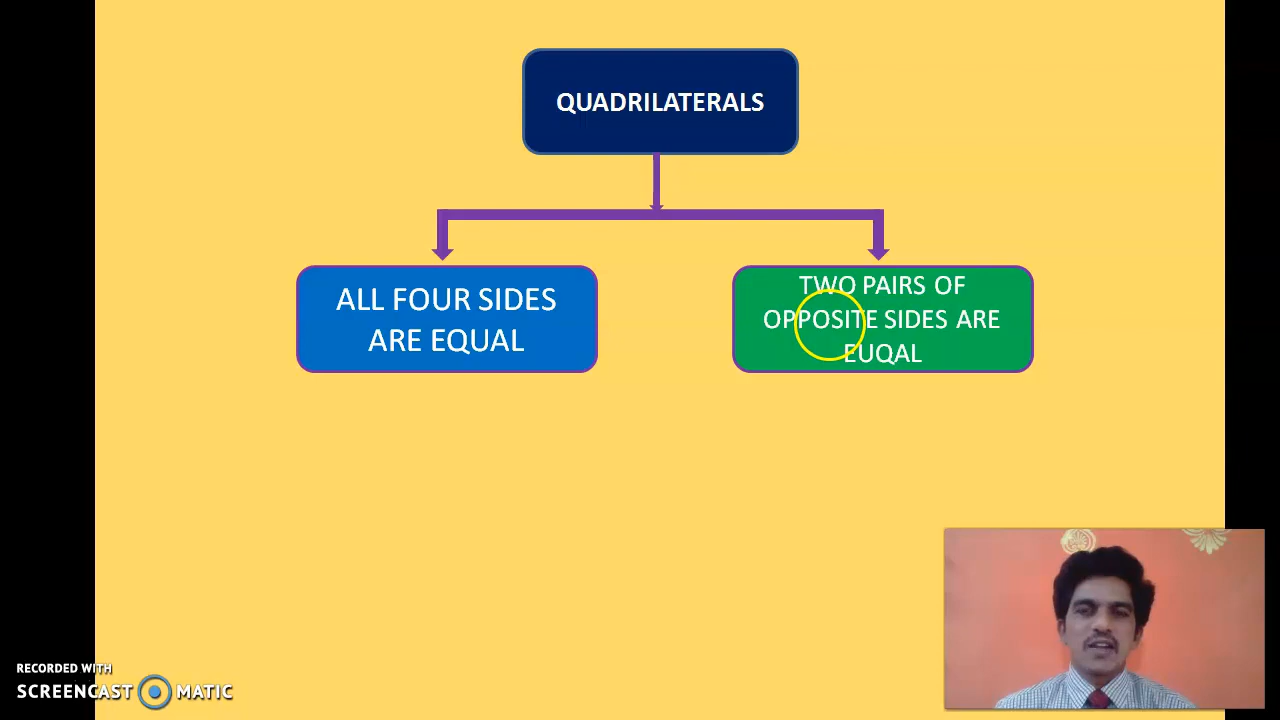 QUADRILATERALS
ALL FOUR SIDES
ARE EQUAL
TWO PAIRS OF
OPPOSITE SIDES ARE
EUQAL
RECORDED WITH
SCREENCAST MATIC